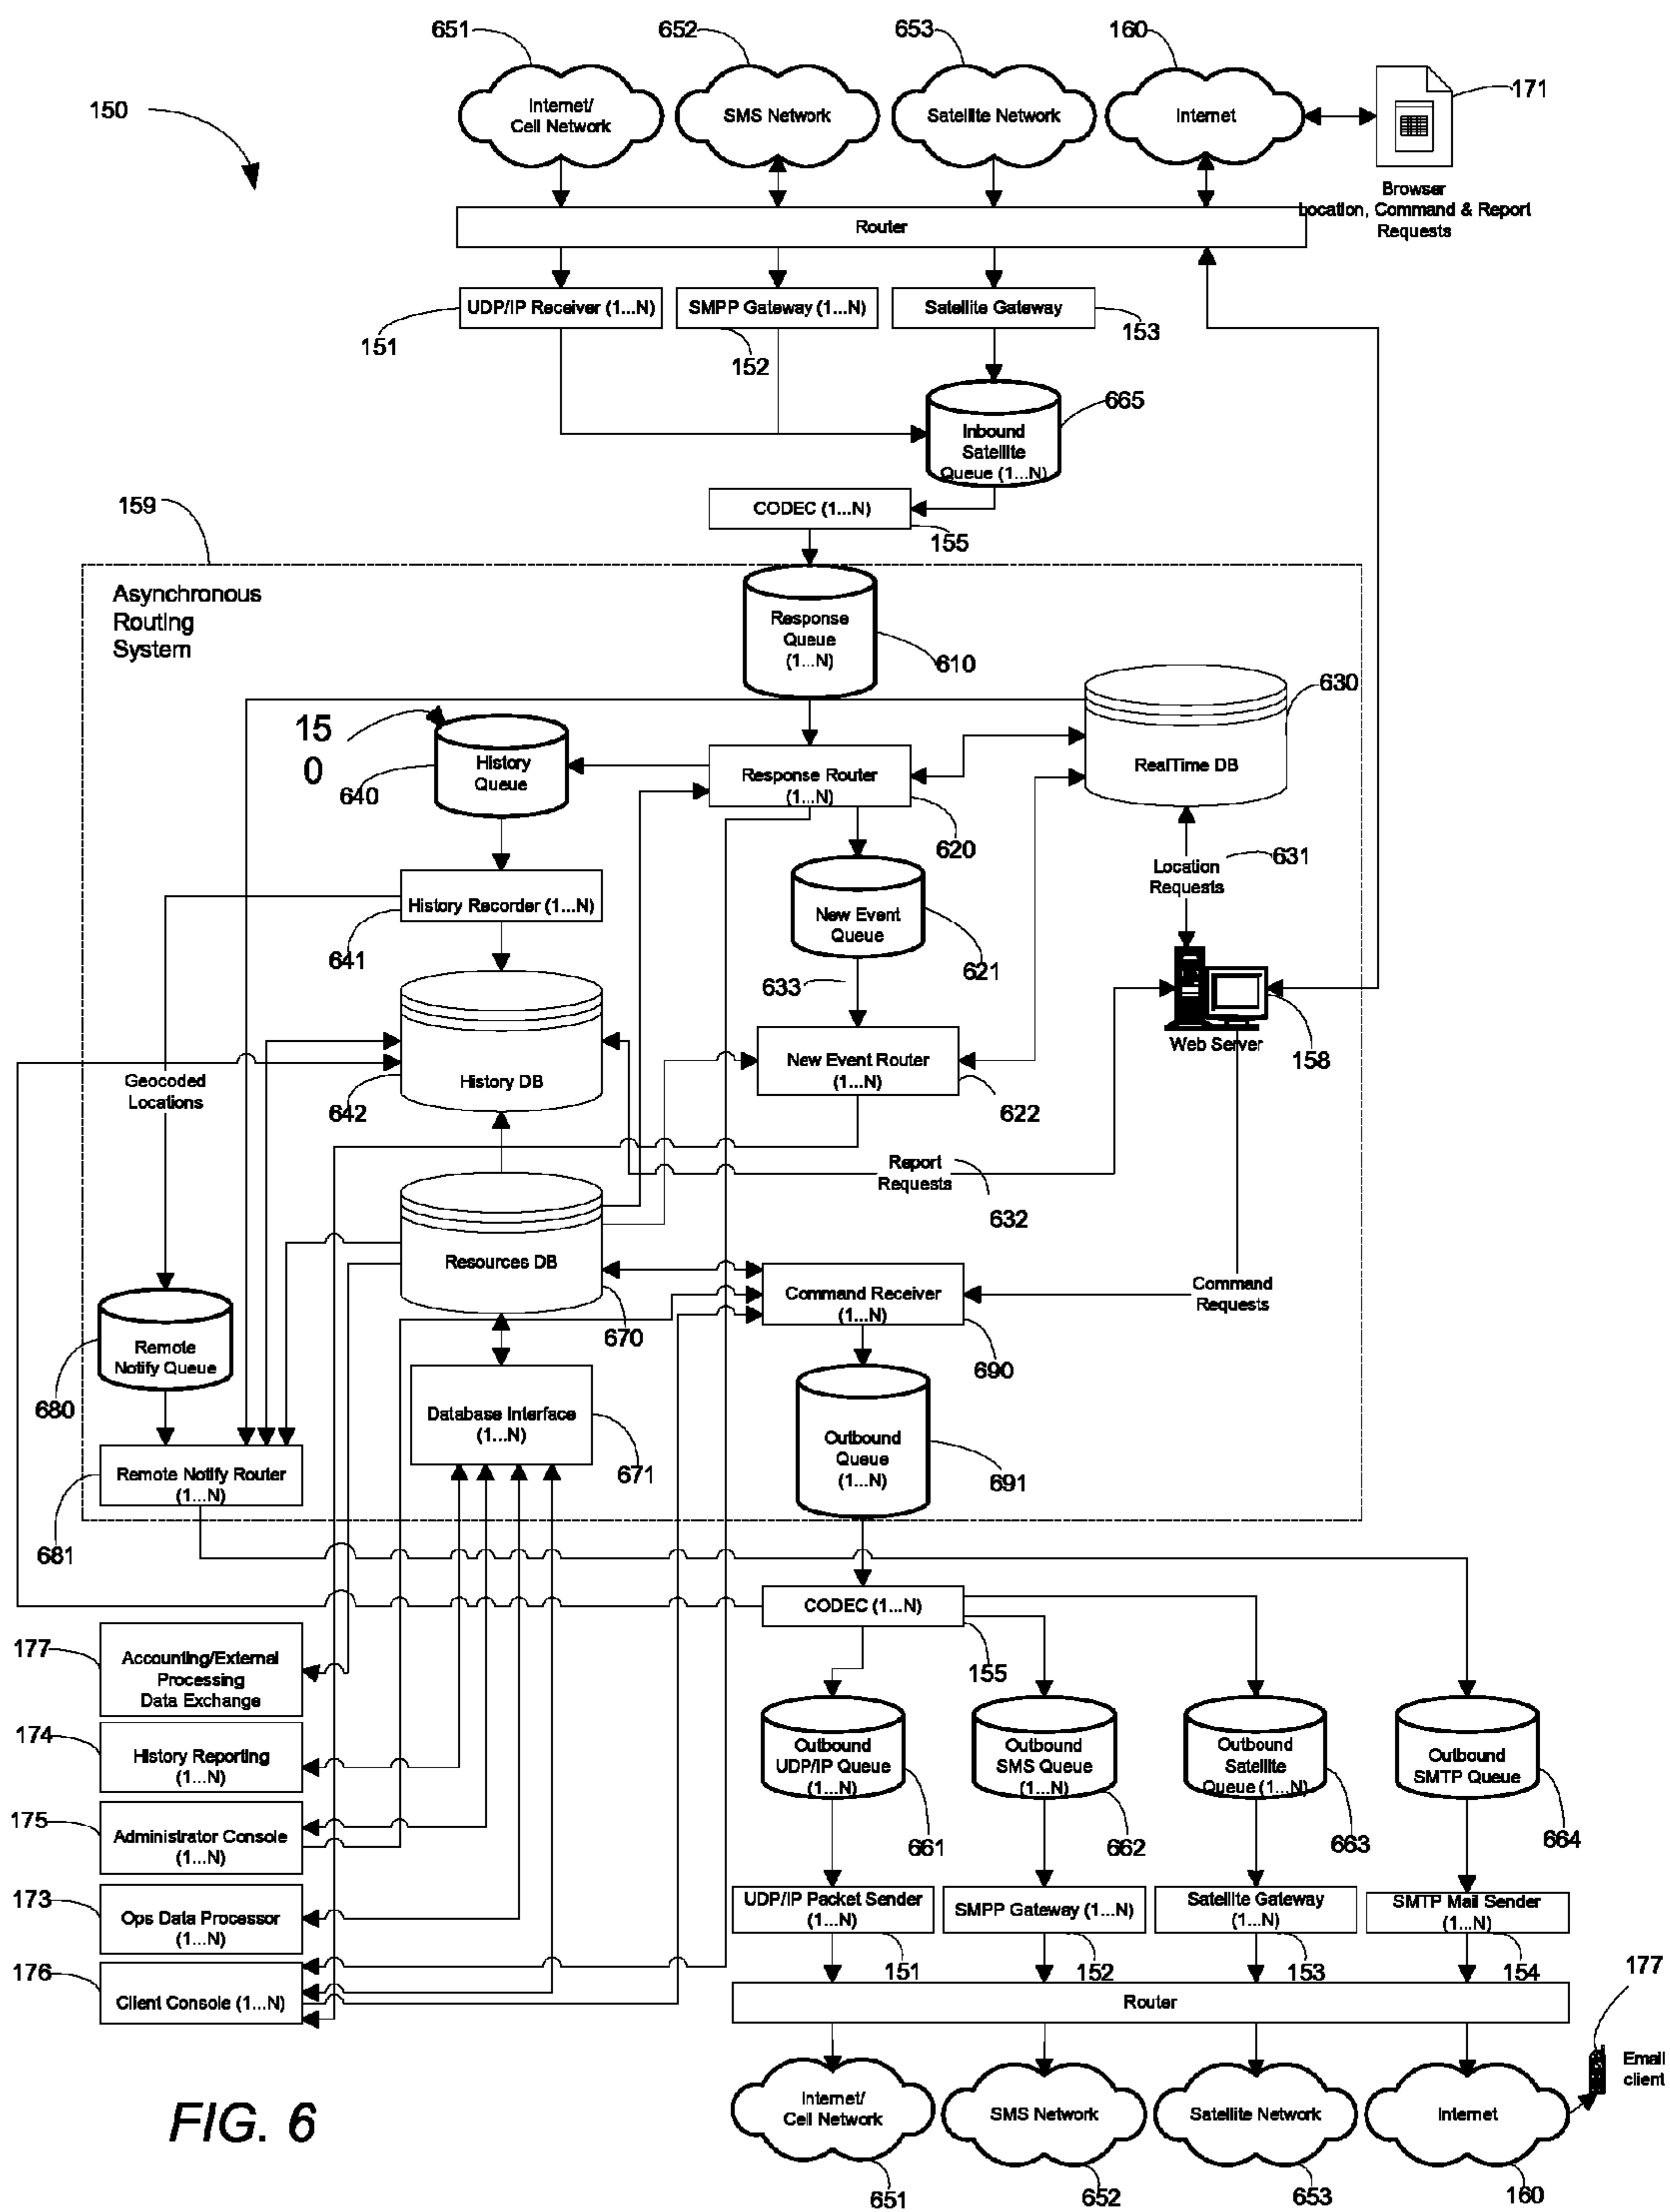 651
652
653
160
171
150
Internet/
Cell Network
SMS Network
Satellite Network
Internet
Browser
Location, Command & Report
Requests
Router
UDP/IP Receiver (1...N)
SMPP Gateway (1...N)
Satellite Gateway
151
152
153
665
Inbound
Satellite
Queue (1...N)
159
CODEC (1...N)
155
Asynchronous
Routing
System
Response
Queue
(1...N)
610
630
15
0
History
Queue
640
Response Router
(1...N)
RealTime DB
620
631
Location
Requests
History Recorder (1...N)
641
New Event
Queue
621
633
Web Server
158
New Event Router
(1...N)
622
Geocoded
Locations
History DB
642
Report
Requests
632
Resources DB
670
Command Receiver
(1...N)
690
Command
Requests
Remote
Notify Queue
680
Database Interface
(1...N)
671
Outbound
Queue
(1...N)
691
Remote Notify Router
(1...N)
681
CODEC (1...N)
155
177
Accounting/External
Processing
Data Exchange
174
History Reporting
(1...N)
175
Administrator Console
(1...N)
173
Ops Data Processor
(1...N)
176
Client Console (1...N)
Outbound
UDP/IP Queue
(1...N)
661
Outbound
SMS Queue
(1...N)
662
Outbound
Satellite
Queue (1...N)
663
Outbound
SMTP Queue
664
UDP/IP Packet Sender
(1...N)
SMPP Gateway (1...N)
Satellite Gateway
(1...N)
SMTP Mail Sender
(1...N)
151
152
153
154
177
Router
Email
client
Internet/
Cell Network
SMS Network
Satellite Network
Internet
651
652
653
160
FIG. 6